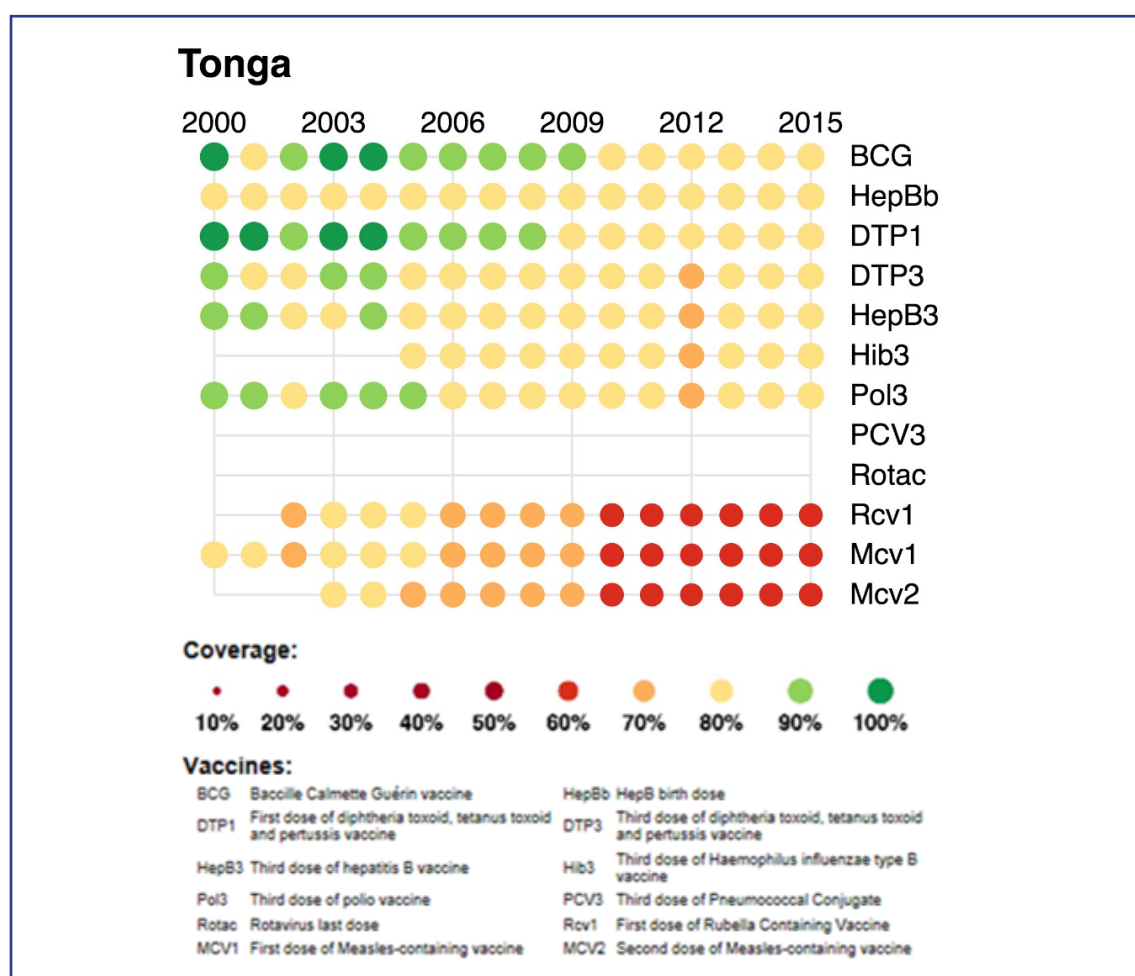 Tonga
2000 2003 2006 2009 2012 2015
BCG
HepBb
DTP1
DTP3
HepB3
Hib3
Pol3
PCV3
Rotac
Rcv1
Mcv1
Mcv2
Coverage:
10% 20% 30% 40% 50% 60% 70% 80% 90% 100%
Vaccines:
BCG Baccille Calmette Guérin vaccine HepBb HepB birth dose
DTP1 First dose of diphtheria toxoid, tetanus toxoid
and pertussis vaccine
DTP3 Third dose of diphtheria toxoid, tetanus toxoid
and pertussis vaccine
HepB3 Third dose of hepatitis B vaccine
Hib3 Third dose of Haemophilus influenzae type B
vaccine
Pol3 Third dose of polio vaccine PCV3 Third dose of Pneumococcal Conjugate
Rotac Rotavirus last dose Rcv1 First dose of Rubella Containing Vaccine
MCV1 First dose of Measles-containing vaccine MCV2 Second dose of Measles-containing vaccine